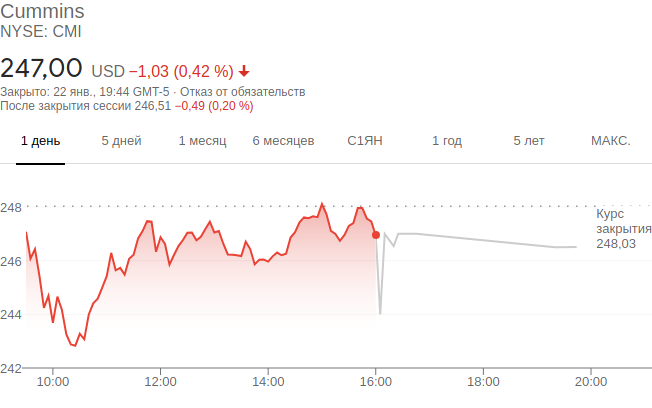 Cummins
NYSE: CMI
247,00 USD −1,03 (0,42 %)
Закрыто: 22 янв., 19:44 GMT-5 · Отказ от обязательств
После закрытия сессии 246,51 −0,49 (0,20 %)
1 день 5 дней 1 месяц 6 месяцев С1ЯН 1 год 5 лет МАКС.
248
Курс
закрытия
248,03
246
244
242
10:00 12:00 14:00 16:00 18:00 20:00